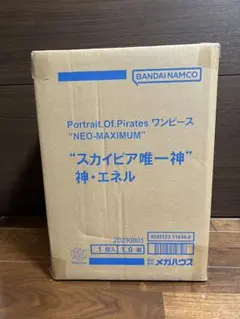 BANDAI NAMCO
Portrait.Of.Pirates ワンピース
"NEO-MAXIMUM"
“スカイピア唯一神”
神・エネル
20230801
1個入
メガハウス